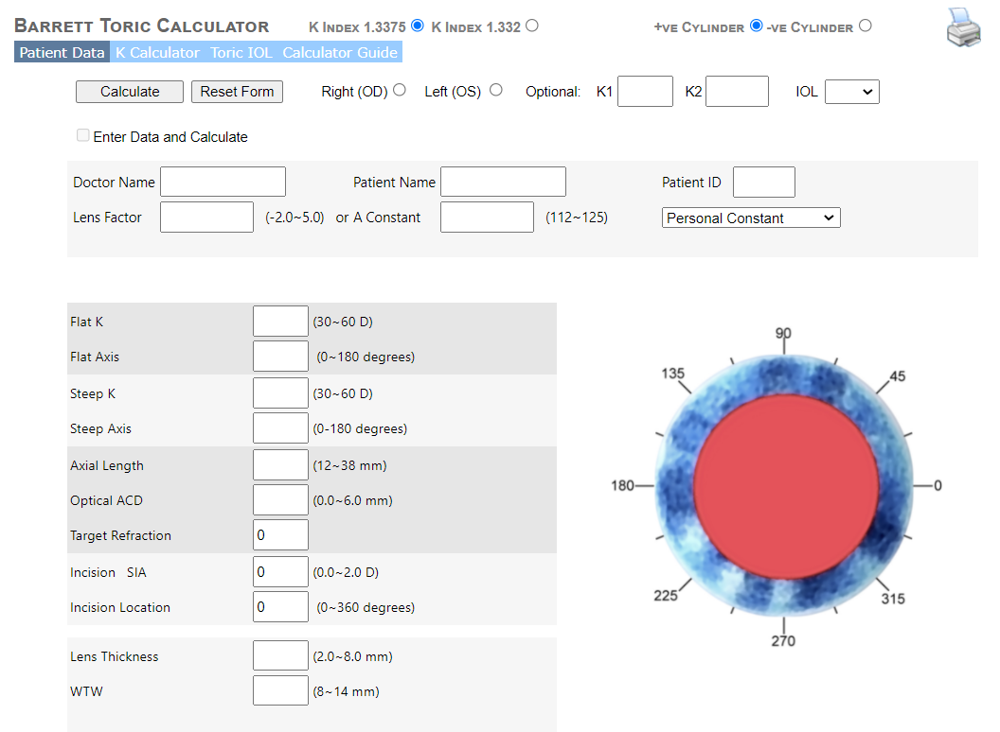 BARRETT TORIC CALCULATOR K INDEX 1.3375 K INDEX 1.332 +VE CYLINDER -VE CYLINDER
Patient Data K Calculator Toric IOL Calculator Guide
Calculate Reset Form Right (OD) Left (OS) Optional: K1 K2 IOL
Enter Data and Calculate
Doctor Name Patient Name Patient ID
Lens Factor (-2.0~5.0) or A Constant (112~125) Personal Constant
Flat K (30~60 D)
Flat Axis (0~180 degrees)
Steep K (30~60 D)
Steep Axis (0-180 degrees)
Axial Length (12~38 mm)
Optical ACD (0.0~6.0 mm)
Target Refraction 0
Incision SIA 0 (0.0~2.0 D)
Incision Location 0 (0~360 degrees)
Lens Thickness (2.0~8.0 mm)
WTW (8~14 mm)
90
135 45
180 0
225 315
270